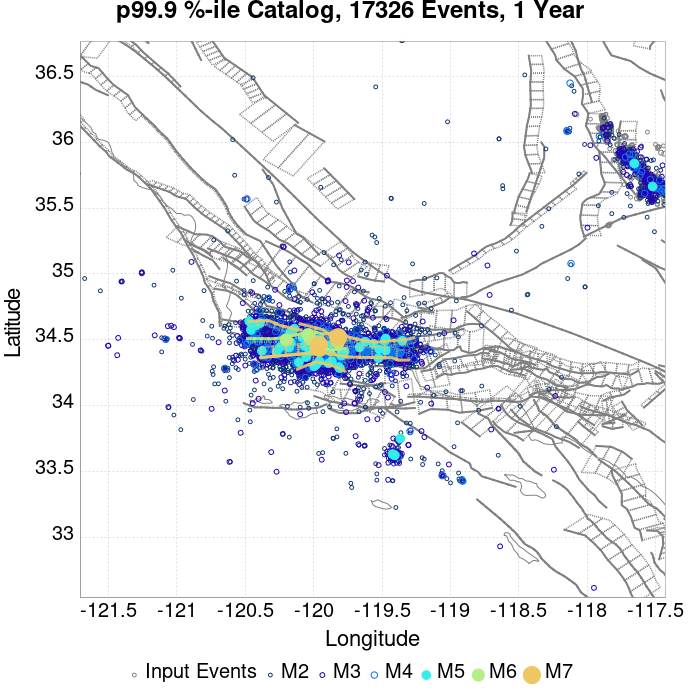 p99.9 %-ile Catalog, 17326 Events, 1 Year
36.5
36
35.5
35
34.5
34
33.5
33
Latitude
-121.5 -121 -120.5 -120 -119.5 -119 -118.5 -118 -117.5
Longitude
Input Events M2 M3 M4 M5 M6 M7